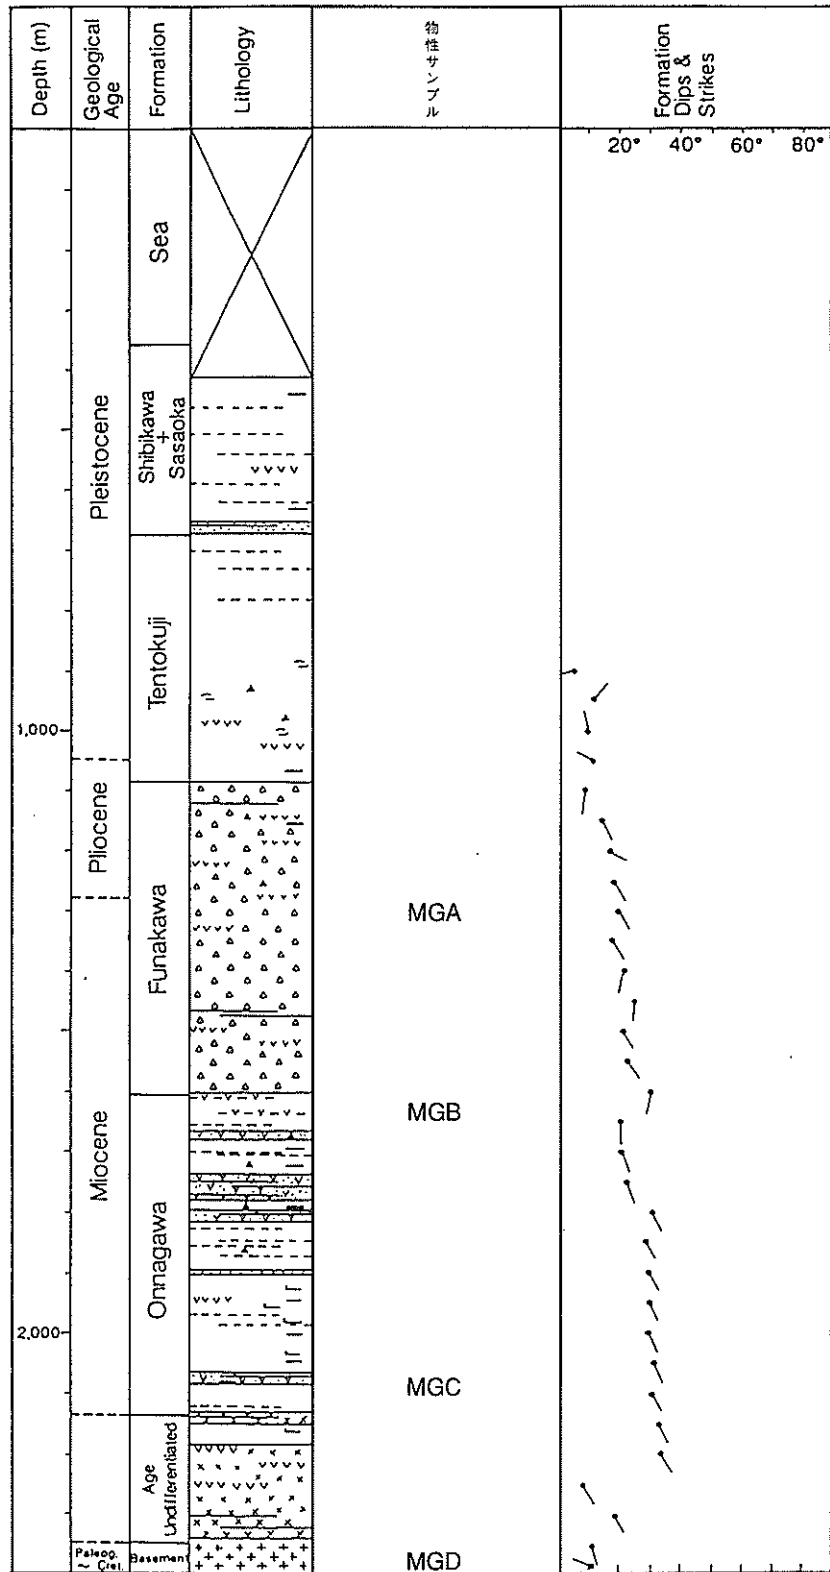 Depth (m)
Geological
Age
Formation
Lithology
物性サンプル
Formation
Dips &
Strikes
20° 40° 60° 80°
Sea
Pleistocene
Shibikawa
+
Sasaoka
Tentokuji
1,000
Pliocene
Funakawa
MGA
Miocene
MGB
Onnagawa
2,000
MGC
Age
Undifferentiated
Paleog.
~ Cret.
Basement
MGD